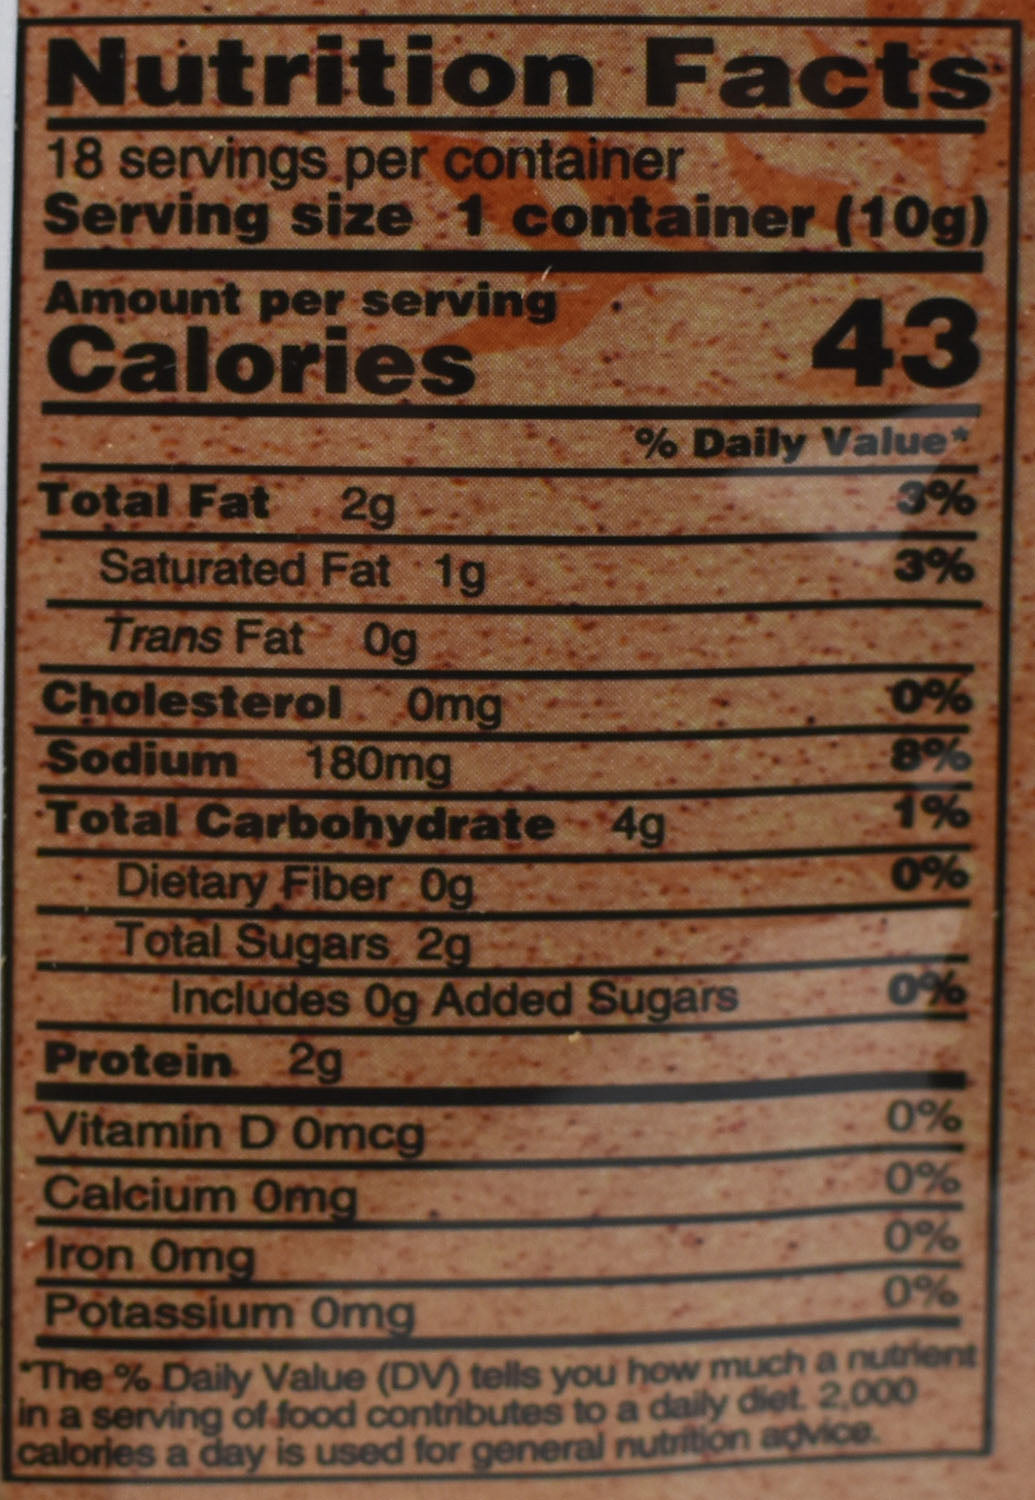 Nutrition Facts
18 servings per container
Serving size 1 container (10g)
Amount per serving
Calories 43
% Daily Value*
Total Fat 2g 3%
Saturated Fat 1g 3%
Trans Fat 0g
Cholesterol 0mg 0%
Sodium 180mg 8%
Total Carbohydrate 4g 1%
Dietary Fiber 0g 0%
Total Sugars 2g
Includes 0g Added Sugars 0%
Protein 2g
Vitamin D 0mcg 0%
Calcium 0mg 0%
Iron 0mg 0%
Potassium 0mg 0%
*The % Daily Value (DV) tells you how much a nutrient
in a serving of food contributes to a daily diet. 2,000
calories a day is used for general nutrition advice.